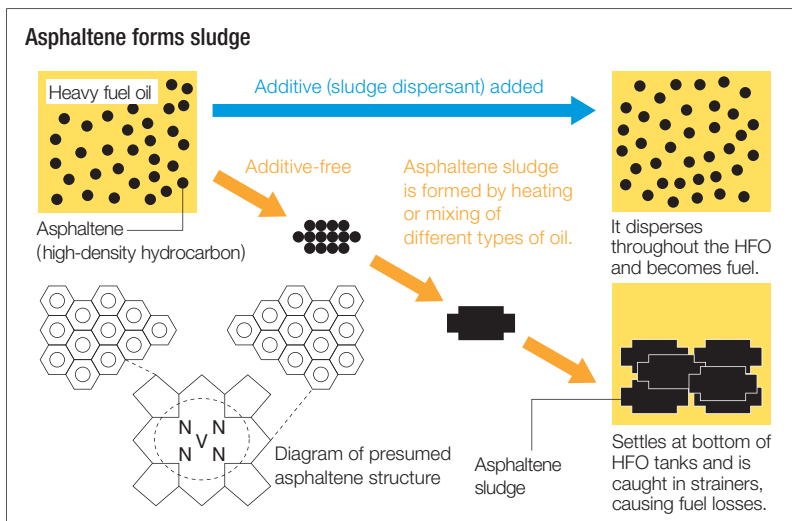 Asphaltene forms sludge
Heavy fuel oil
Additive (sludge dispersant) added
Additive-free
Asphaltene sludge
is formed by heating
or mixing of
different types of oil.
Asphaltene
(high-density hydrocarbon)
It disperses
throughout the HFO
and becomes fuel.
N N
V
N N
Diagram of presumed
asphaltene structure
Asphaltene
sludge
Settles at bottom of
HFO tanks and is
caught in strainers,
causing fuel losses.